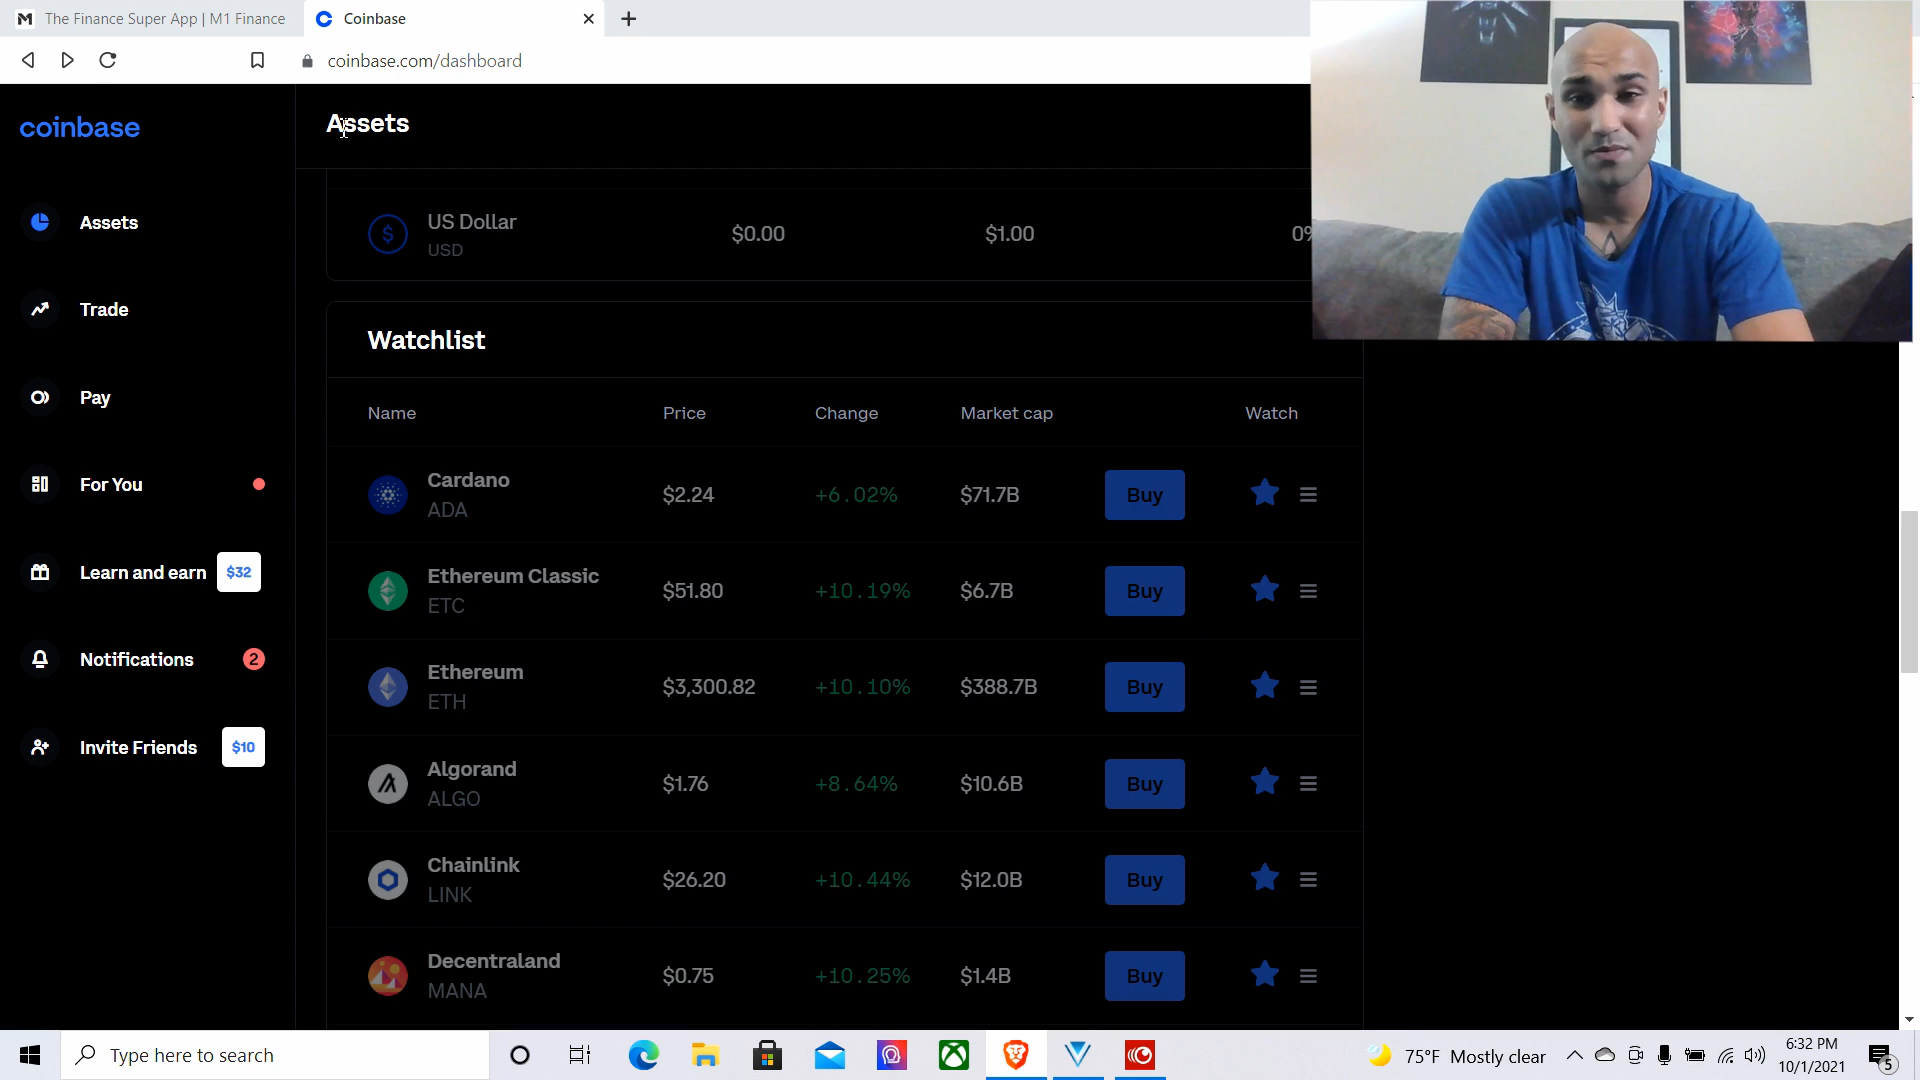 The Finance Super App | M1 Finance
Coinbase
coinbase.com/dashboard
coinbase
Assets
Trade
Pay
For You
Learn and earn $32
Notifications 2
Invite Friends $10
Assets
US Dollar
USD
$0.00 $1.00 0%
Watchlist
Name Price Change Market cap Watch
Cardano
ADA
$2.24 +6.02% $71.7B Buy
Ethereum Classic
ETC
$51.80 +10.19% $6.7B Buy
Ethereum
ETH
$3,300.82 +10.10% $388.7B Buy
Algorand
ALGO
$1.76 +8.64% $10.6B Buy
Chainlink
LINK
$26.20 +10.44% $12.0B Buy
Decentraland
MANA
$0.75 +10.25% $1.4B Buy
Type here to search
75°F Mostly clear
6:32 PM
10/1/2021
5